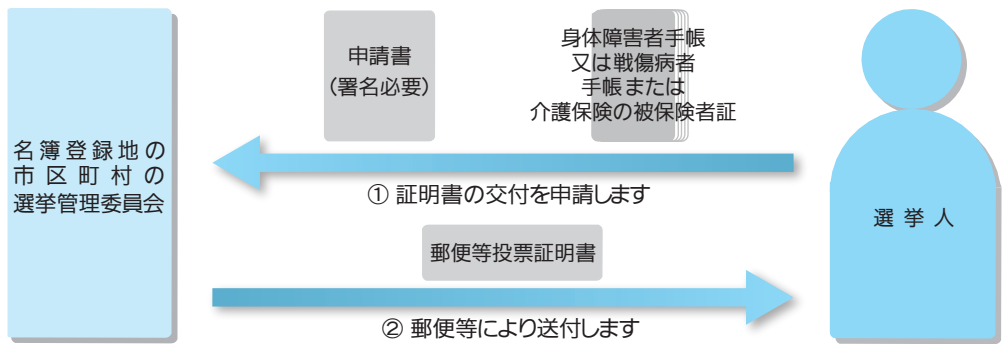 申請書
（署名必要）
身体障害者手帳
又は戦傷病者
手帳または
介護保険の被保険者証
名簿登録地の
市区町村の
選挙管理委員会
① 証明書の交付を申請します
選挙人
郵便等投票証明書
② 郵便等により送付します